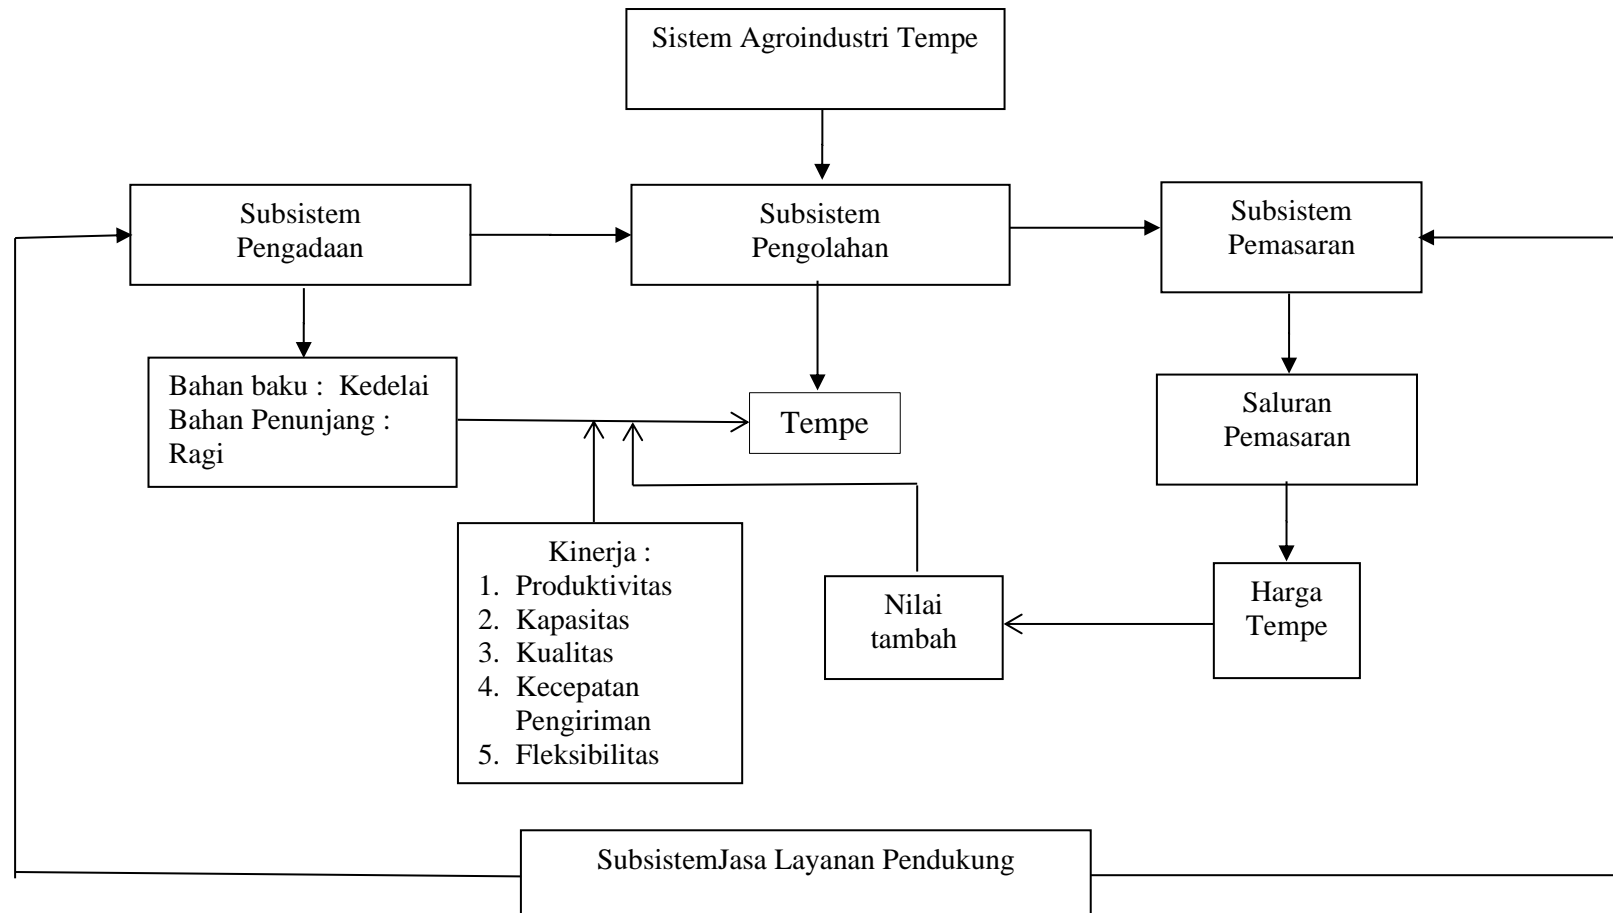 Sistem Agroindustri Tempe
Subsistem
Pengadaan
Subsistem
Pengolahan
Subsistem
Pemasaran
Bahan baku :  Kedelai
Bahan Penunjang :
Ragi
Tempe
Saluran
Pemasaran
Kinerja :
1. Produktivitas
2. Kapasitas
3. Kualitas
4. Kecepatan
Pengiriman
5. Fleksibilitas
Nilai
tambah
Harga
Tempe
SubsistemJasa Layanan Pendukung